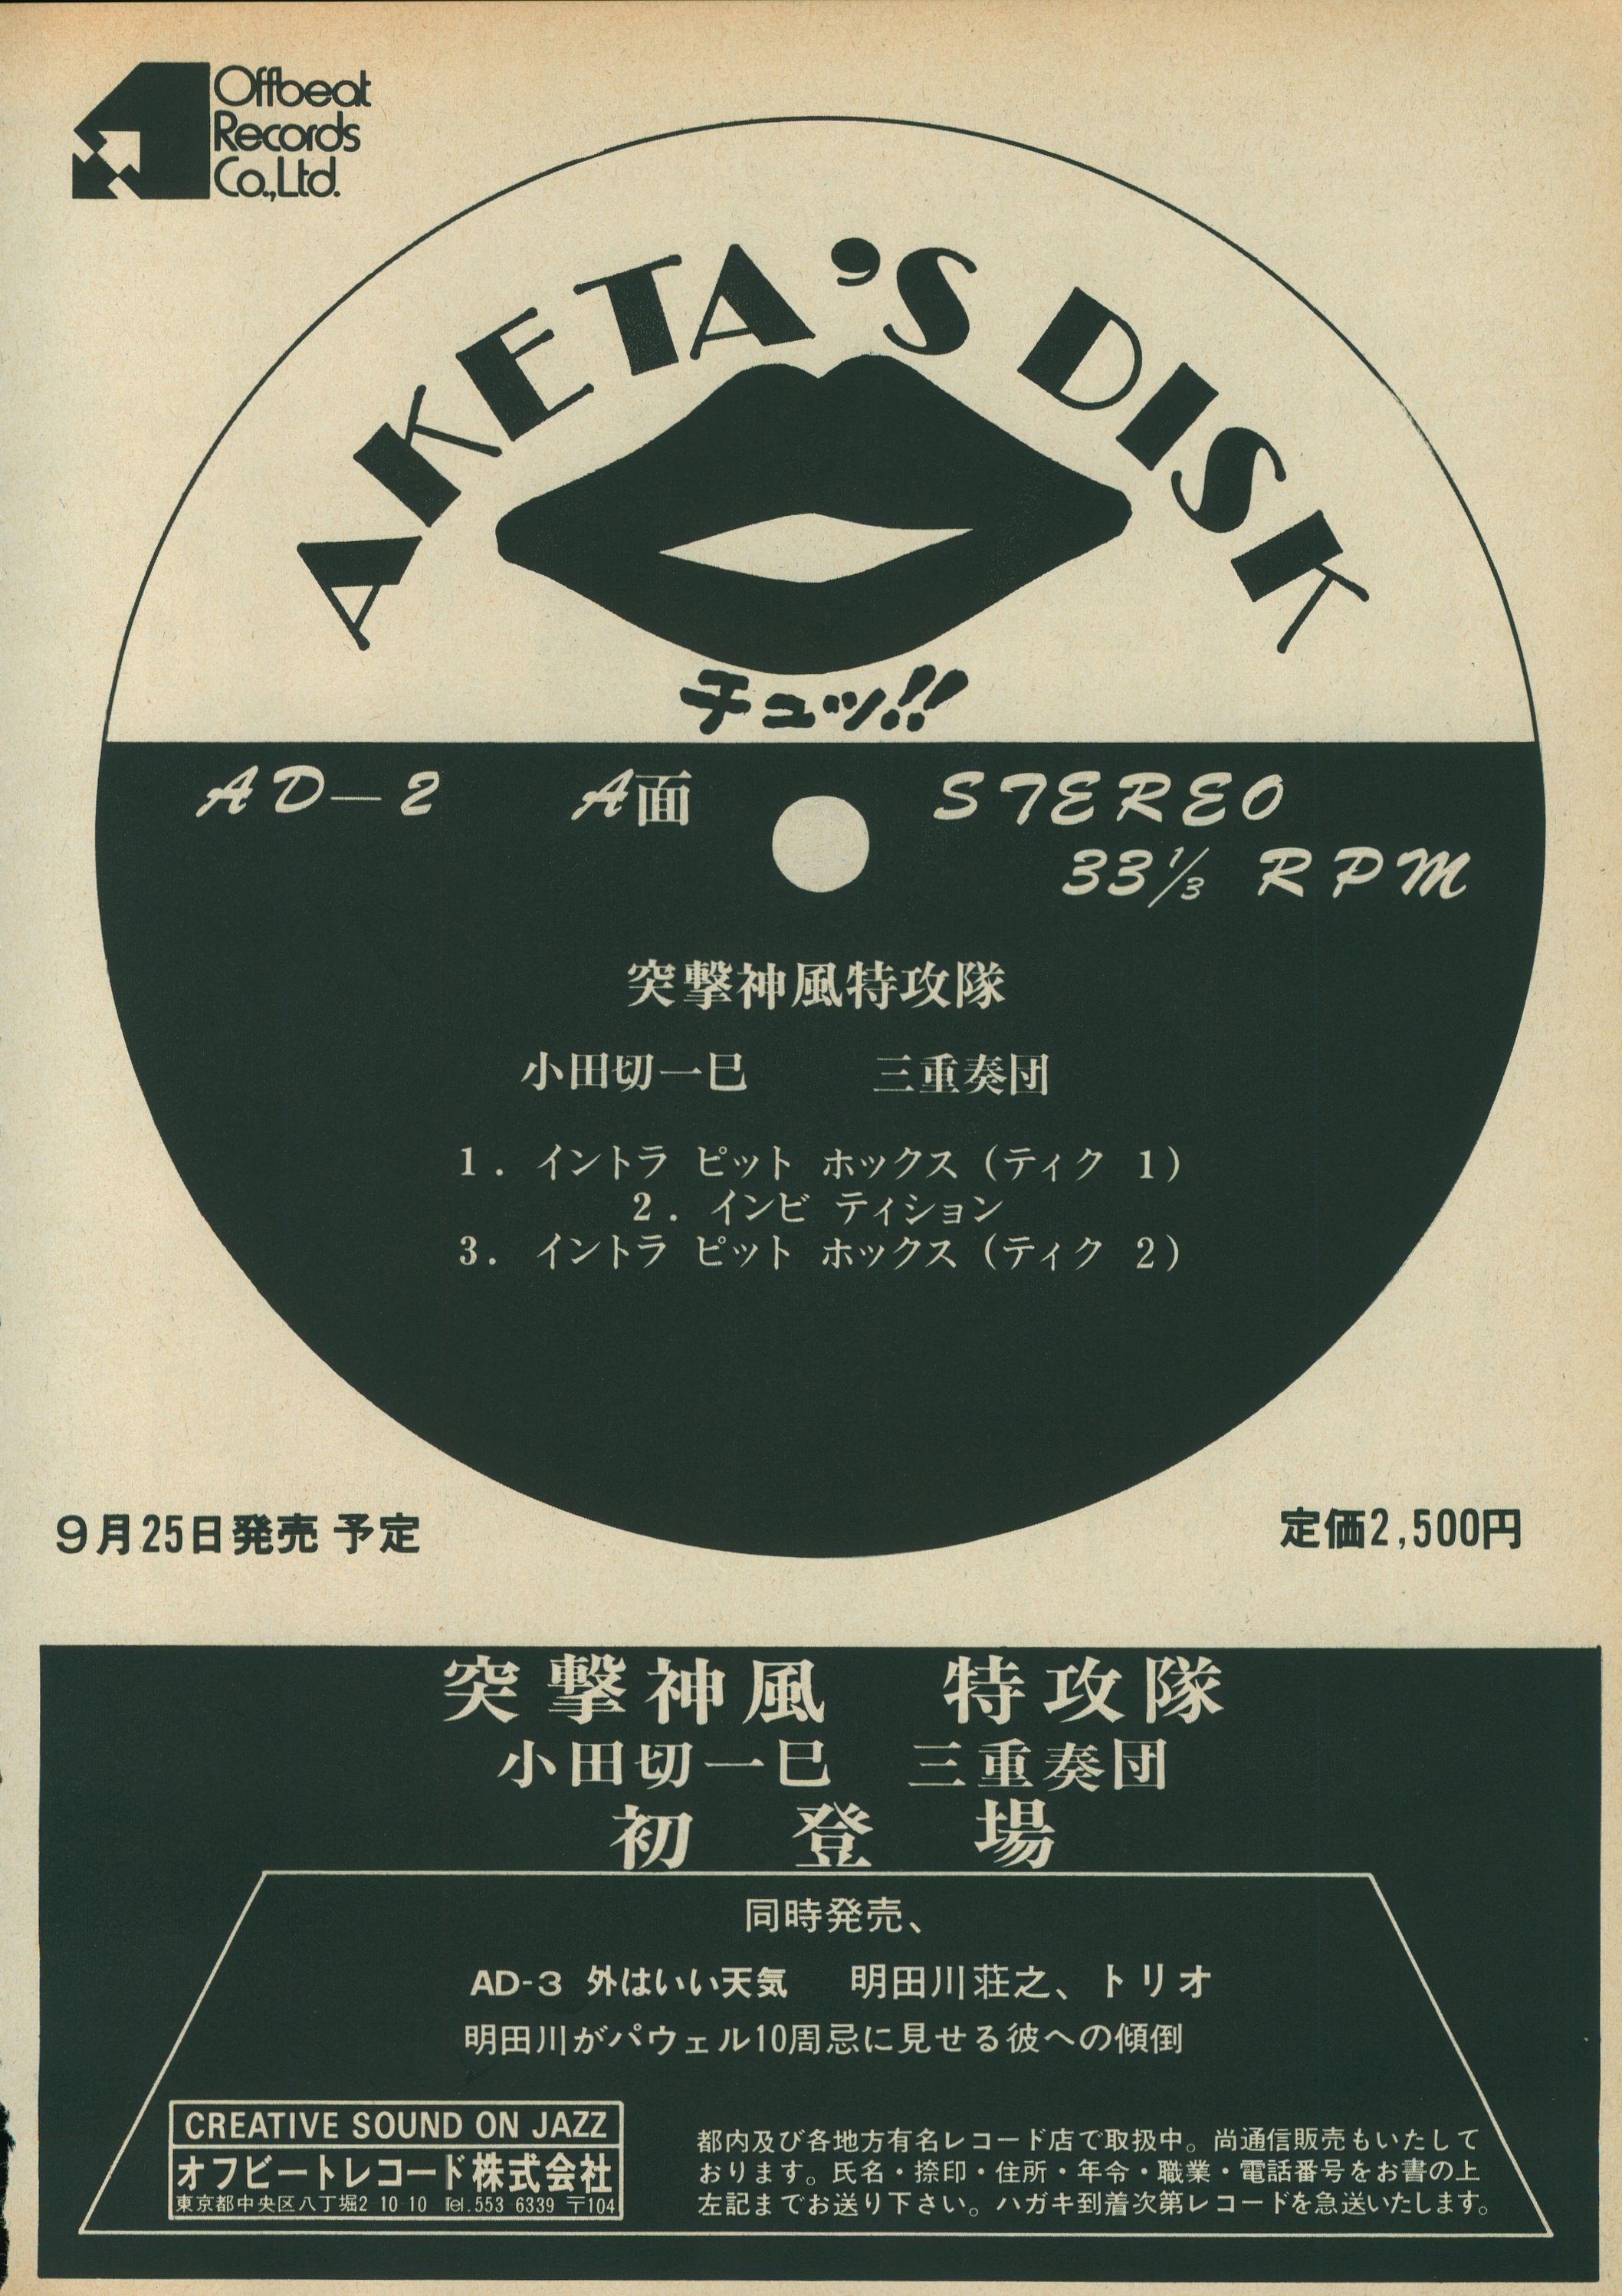 Offbeat
Records
Co.,Ltd.
AKETA'S DISK
チュッ!!
AD—2 A面 STEREO
33⅓ RPM
突撃神風特攻隊
小田切一巳 三重奏団
1. イントラ ピット ホックス (ティク 1)
2. インビ ティション
3. イントラ ピット ホックス (ティク 2)
9月25日発売 予定
定価2,500円
突撃神風 特攻隊
小田切一巳 三重奏団
初登場
同時発売、
AD-3 外はいい天気 明田川荘之、トリオ
明田川がパウェル10周忌に見せる彼への傾倒
CREATIVE SOUND ON JAZZ
オフビートレコード株式会社
東京都中央区八丁堀2-10-10 Tel.553-6339 〒104
都内及び各地方有名レコード店で取扱中。尚通信販売もいたして
おります。氏名・捺印・住所・年令・職業・電話番号をお書の上
左記までお送り下さい。ハガキ到着次第レコードを急送いたします。